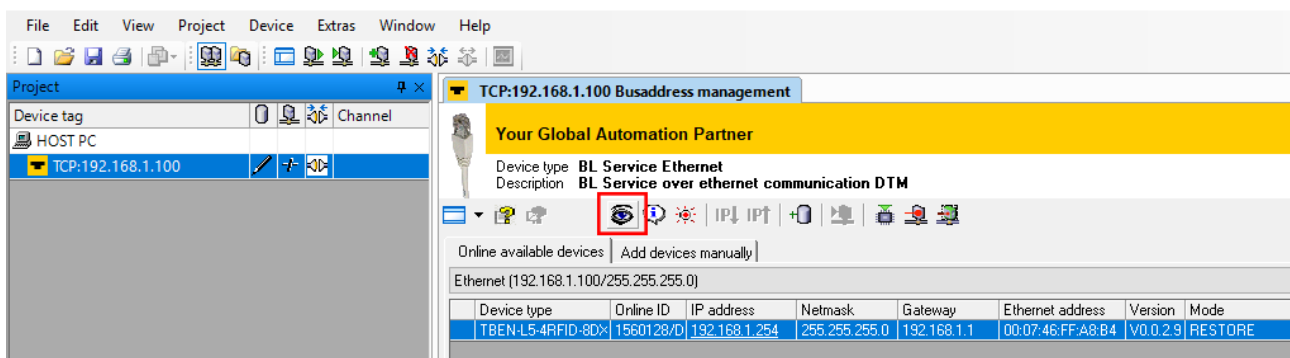 File Edit View Project Device Extras Window Help
Project
Device tag Channel
HOST PC
TCP:192.168.1.100
TCP:192.168.1.100 Busaddress management
Your Global Automation Partner
Device type BL Service Ethernet
Description BL Service over ethernet communication DTM
IP IP
Online available devices Add devices manually
Ethernet (192.168.1.100/255.255.255.0)
Device type Online ID IP address Netmask Gateway Ethernet address Version Mode
TBEN-L5-4RFID-8DX 1560128/D 192.168.1.254 255.255.255.0 192.168.1.1 00:07:46:FF:A8:B4 V0.0.2.9 RESTORE